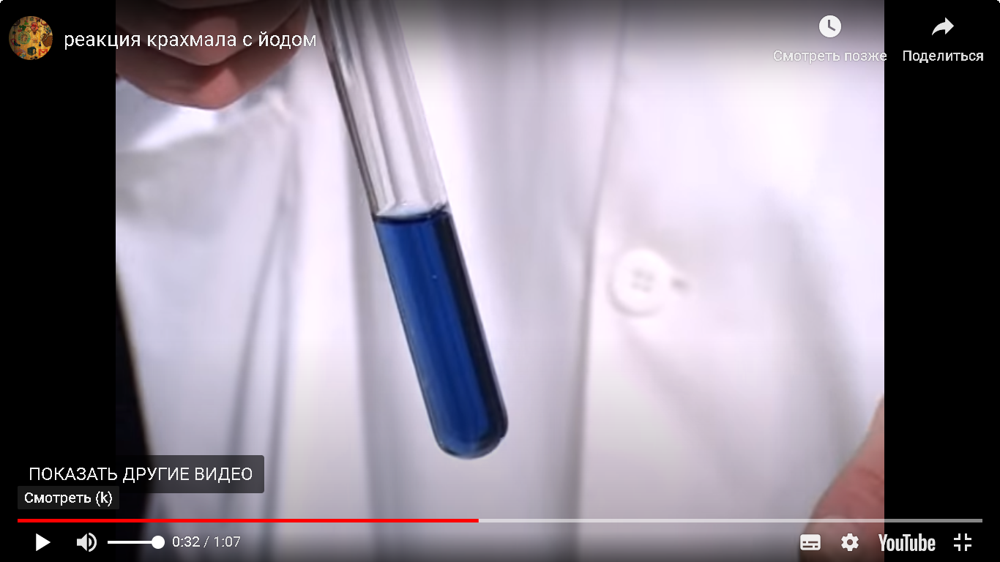 реакция крахмала с йодом
Смотреть позже
Поделиться
ПОКАЗАТЬ ДРУГИЕ ВИДЕО
Смотреть (k)
0:32 / 1:07
YouTube